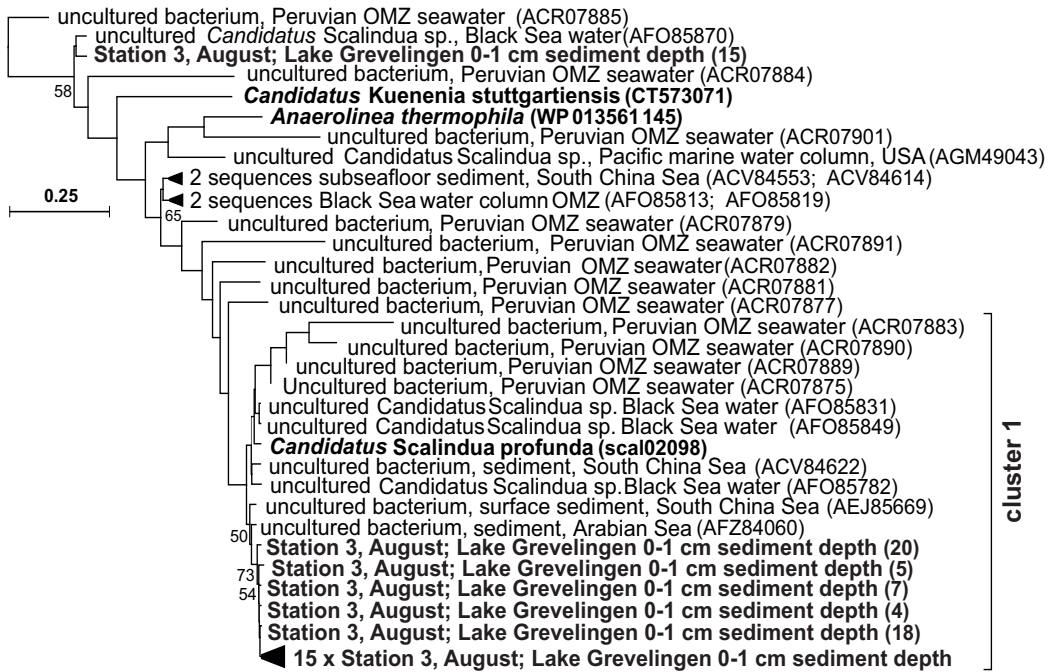 uncultured bacterium, Peruvian OMZ seawater (ACR07885)
uncultured Candidatus Scalindua sp., Black Sea water(AFO85870)
Station 3, August; Lake Grevelingen 0-1 cm sediment depth (15)
uncultured bacterium, Peruvian OMZ seawater (ACR07884)
58
Candidatus Kuenenia stuttgartiensis (CT573071)
Anaerolinea thermophila (WP 013561145)
uncultured bacterium, Peruvian OMZ seawater (ACR07901)
uncultured Candidatus Scalindua sp., Pacific marine water column, USA (AGM49043)
2 sequences subseafloor sediment, South China Sea (ACV84553; ACV84614)
0.25
2 sequences Black Sea water column OMZ (AFO85813; AFO85819)
65
uncultured bacterium, Peruvian OMZ seawater (ACR07879)
uncultured bacterium, Peruvian OMZ seawater (ACR07891)
uncultured bacterium, Peruvian OMZ seawater (ACR07882)
uncultured bacterium, Peruvian OMZ seawater (ACR07881)
uncultured bacterium, Peruvian OMZ seawater (ACR07877)
uncultured bacterium, Peruvian OMZ seawater (ACR07883)
uncultured bacterium, Peruvian OMZ seawater (ACR07890)
uncultured bacterium, Peruvian OMZ seawater (ACR07889)
Uncultured bacterium, Peruvian OMZ seawater (ACR07875)
uncultured Candidatus Scalindua sp. Black Sea water (AFO85831)
uncultured Candidatus Scalindua sp. Black Sea water (AFO85849)
Candidatus Scalindua profunda (scal02098)
uncultured bacterium, sediment, South China Sea (ACV84622)
uncultured Candidatus Scalindua sp. Black Sea water (AFO85782)
uncultured bacterium, surface sediment, South China Sea (AEJ85669)
uncultured bacterium, sediment, Arabian Sea (AFZ84060)
50
Station 3, August; Lake Grevelingen 0-1 cm sediment depth (20)
Station 3, August; Lake Grevelingen 0-1 cm sediment depth (5)
73
Station 3, August; Lake Grevelingen 0-1 cm sediment depth (7)
54
Station 3, August; Lake Grevelingen 0-1 cm sediment depth (4)
Station 3, August; Lake Grevelingen 0-1 cm sediment depth (18)
15 x Station 3, August; Lake Grevelingen 0-1 cm sediment depth
cluster 1